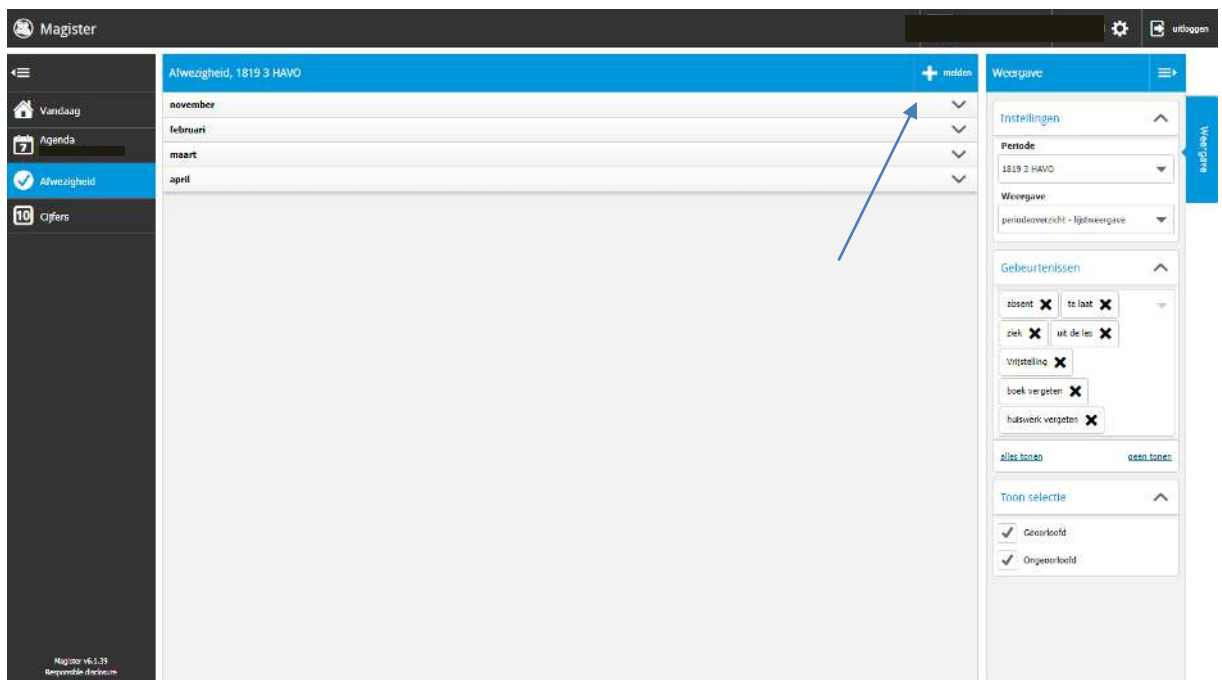 Magister
uitloggen
Vandaag
Agenda
7
Afwezigheid
10 Cijfers
Magister v6.1.39
Responsible disclosure
Afwezigheid, 1819 3 HAVO
melden
november
februari
maart
april
Weergave
Instellingen
Periode
1819 3 HAVO
Weergave
periodeoverzicht - lijstweergave
Gebeurtenissen
absent te laat
ziek uit de les
Vrijstelling
boek vergeten
huiswerk vergeten
alles tonen geen tonen
Toon selectie
Geoorloofd
Ongeoorloofd
Weergave